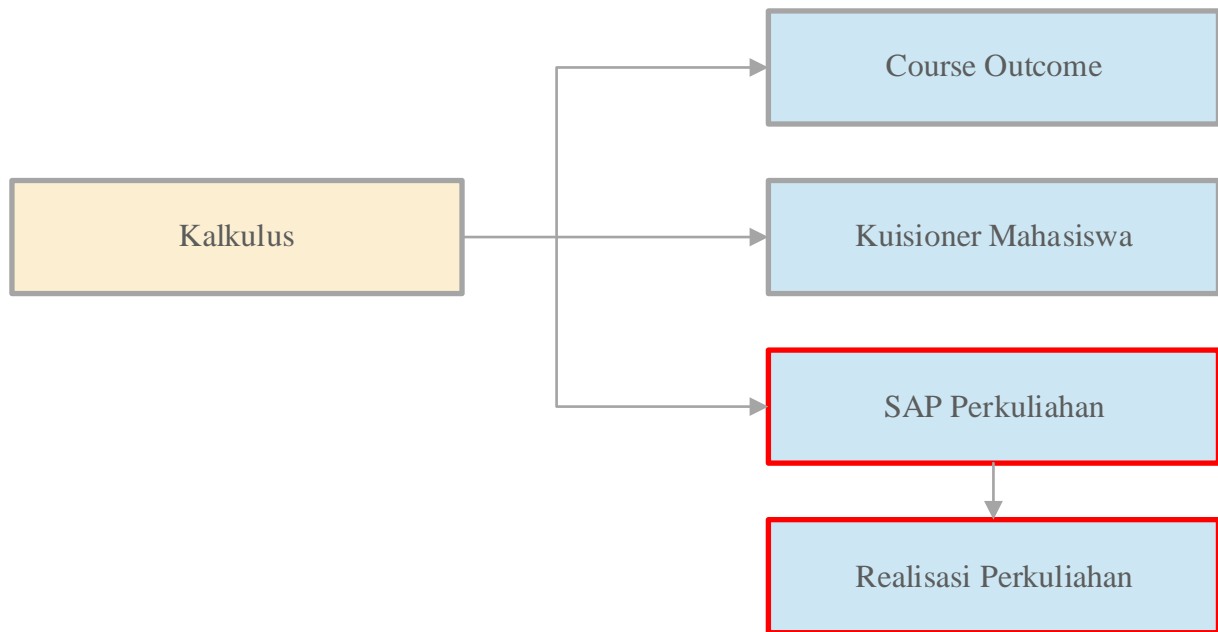 Course Outcome
Kalkulus
Kuisioner Mahasiswa
SAP Perkuliahan
Realisasi Perkuliahan